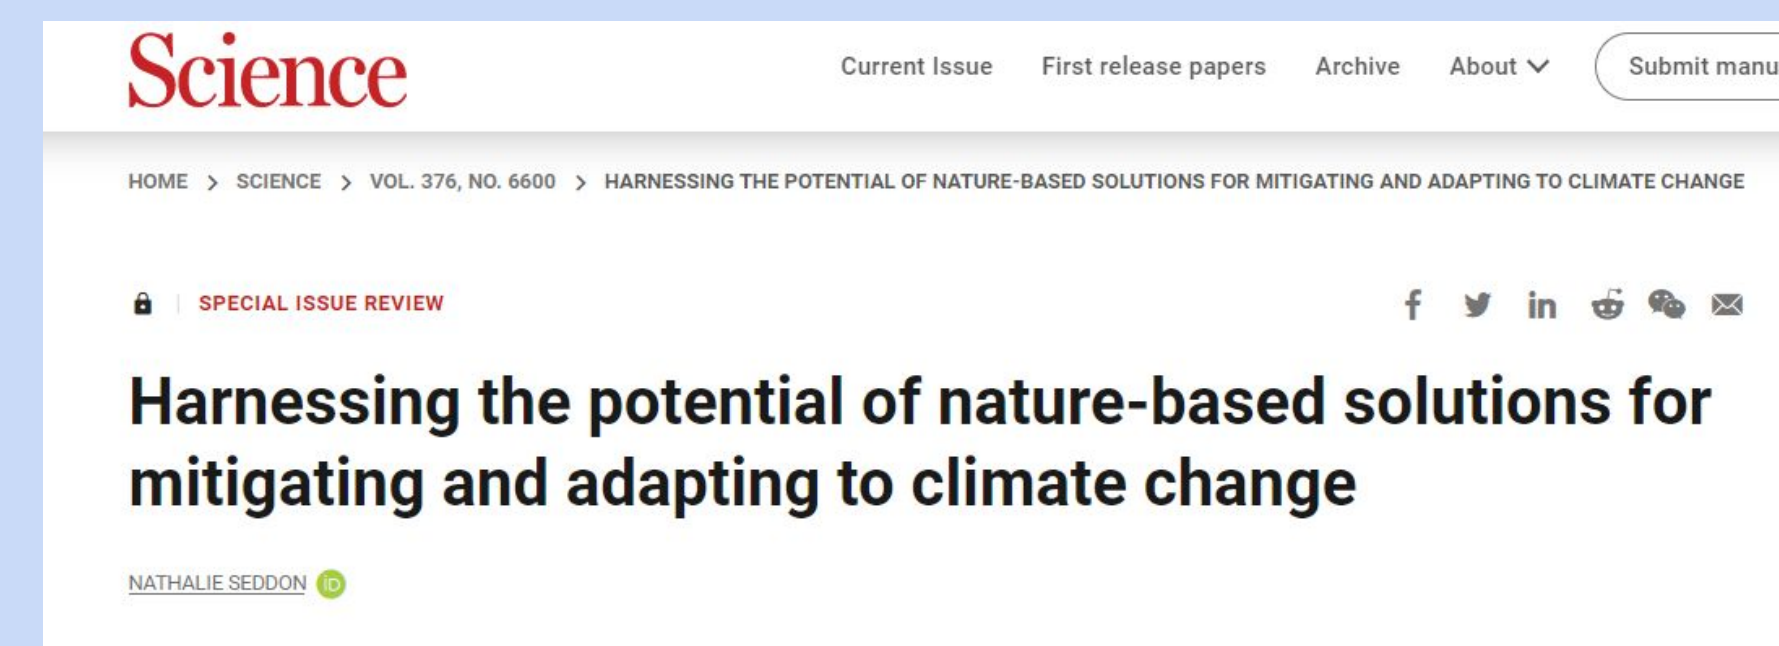 Science
Current Issue First release papers Archive About Submit manu
HOME > SCIENCE > VOL. 376, NO. 6600 > HARNESSING THE POTENTIAL OF NATURE-BASED SOLUTIONS FOR MITIGATING AND ADAPTING TO CLIMATE CHANGE
SPECIAL ISSUE REVIEW
f in
Harnessing the potential of nature-based solutions for
mitigating and adapting to climate change
NATHALIE SEDDON iD